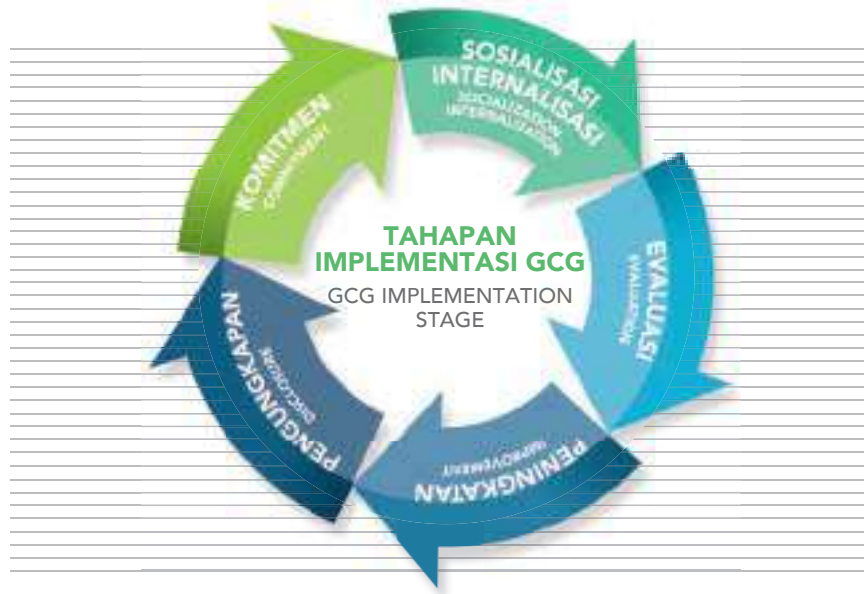 TAHAPAN
IMPLEMENTASI GCG
GCG IMPLEMENTATION
STAGE
KOMITMEN
COMMITMENT
SOSIALISASI
INTERNALISASI
SOCIALIZATION
INTERNALIZATION
EVALUASI
EVALUATION
PENINGKATAN
IMPROVEMENT
PENGUNGKAPAN
DISCLOSURE